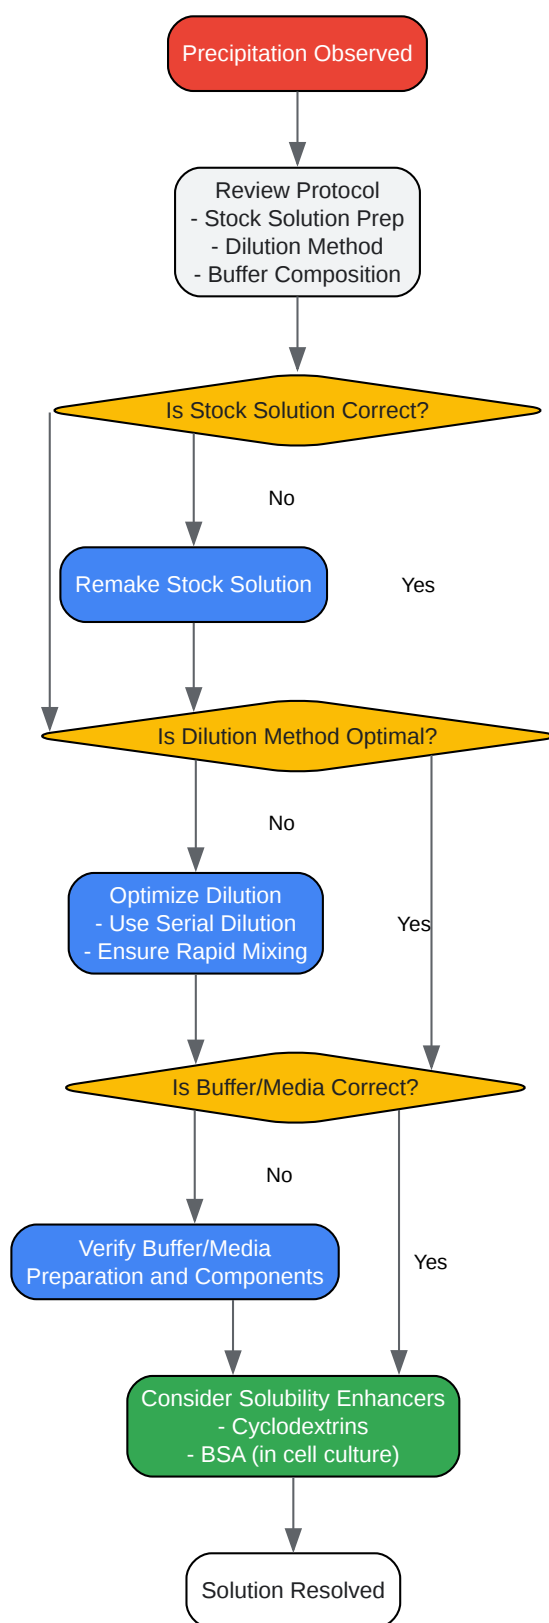 Precipitation Observed
Review Protocol
- Stock Solution Prep
- Dilution Method
- Buffer Composition
Is Stock Solution Correct?
No
Remake Stock Solution
Yes
Is Dilution Method Optimal?
No
Optimize Dilution
- Use Serial Dilution
- Ensure Rapid Mixing
Yes
Is Buffer/Media Correct?
No
Verify Buffer/Media
Preparation and Components
Yes
Consider Solubility Enhancers
- Cyclodextrins
- BSA (in cell culture)
Solution Resolved